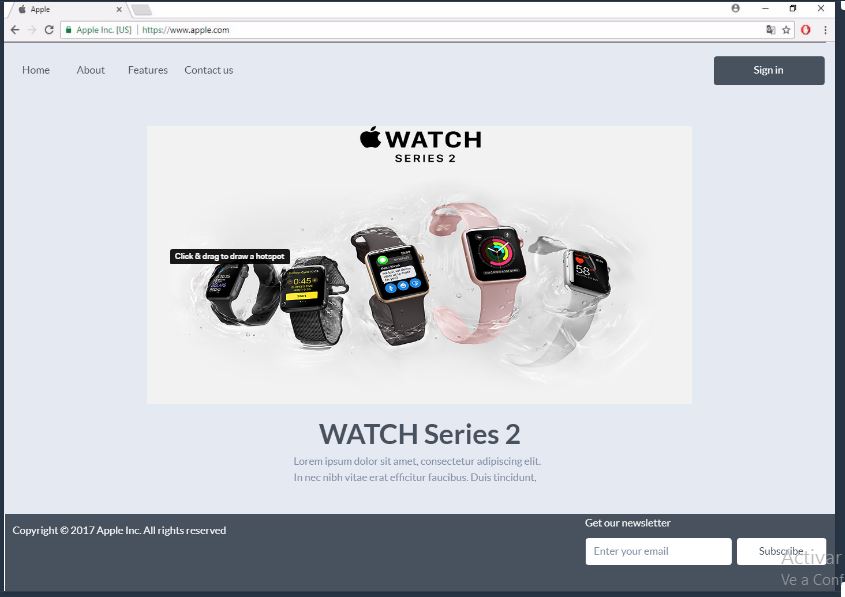 Apple
Apple Inc. [US] | https://www.apple.com
Home About Features Contact us Sign in
WATCH
SERIES 2
Click & drag to draw a hotspot
0:45
58
WATCH Series 2
Lorem ipsum dolor sit amet, consectetur adipiscing elit.
In nec nibh vitae erat efficitur faucibus. Duis tincidunt,
Get our newsletter
Copyright © 2017 Apple Inc. All rights reserved
Enter your email Subscribe
Activar
Ve a Conf